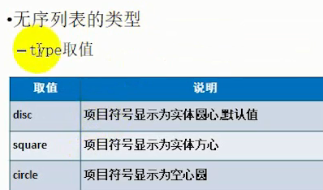 •无序列表的类型
–type取值
取值 说明
disc 项目符号显示为实体圆心,默认值
square 项目符号显示为实体方心
circle 项目符号显示为空心圆